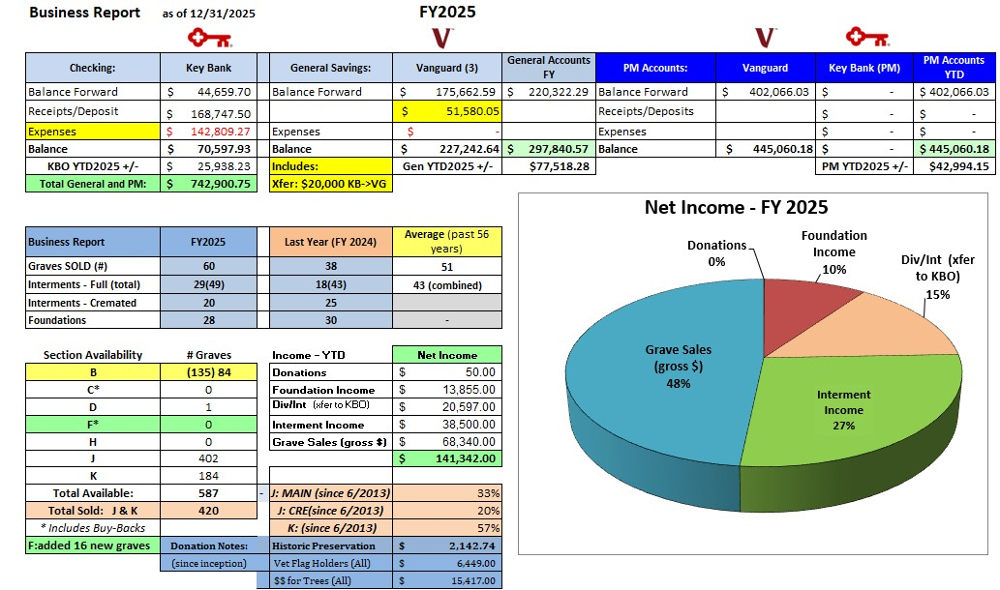 Business Report as of 12/31/2025 FY2025
Checking: Key Bank General Savings: Vanguard (3) General Accounts FY PM Accounts: Vanguard Key Bank (PM) PM Accounts YTD
Balance Forward $ 44,659.70 Balance Forward $ 175,662.59 $ 220,322.29 Balance Forward $ 402,066.03 $ - $ 402,066.03
Receipts/Deposit $ 168,747.50 $ 51,580.05 Receipts/Deposits $ - $ -
Expenses $ 142,809.27 Expenses $ - Expenses $ - $ -
Balance $ 70,597.93 Balance $ 227,242.64 $ 297,840.57 Balance $ 445,060.18 $ - $ 445,060.18
KBO YTD2025 +/- $ 25,938.23 Includes: Gen YTD2025 +/- $77,518.28 PM YTD2025 +/- $42,994.15
Total General and PM: $ 742,900.75 Xfer: $20,000 KB->VG
Business Report FY2025 Last Year (FY 2024) Average (past 56 years)
Graves SOLD (#) 60 38 51
Interments - Full (total) 29(49) 18(43) 43 (combined)
Interments - Cremated 20 25
Foundations 28 30 -
Section Availability # Graves
B (135) 84
C* 0
D 1
F* 0
H 0
J 402
K 184
Total Available: 587
Total Sold: J & K 420
* Includes Buy-Backs
F:added 16 new graves
Income - YTD Net Income
Donations $ 50.00
Foundation Income $ 13,855.00
Div/Int (xfer to KBO) $ 20,597.00
Interment Income $ 38,500.00
Grave Sales (gross $) $ 68,340.00
$ 141,342.00
- J: MAIN (since 6/2013) 33%
J: CRE(since 6/2013) 20%
K: (since 6/2013) 57%
Donation Notes: Historic Preservation $ 2,142.74
(since inception) Vet Flag Holders (All) $ 6,449.00
$$ for Trees (All) $ 15,417.00
Net Income - FY 2025
Donations
0%
Foundation
Income
10%
Div/Int (xfer
to KBO)
15%
Grave Sales
(gross $)
48%
Interment
Income
27%